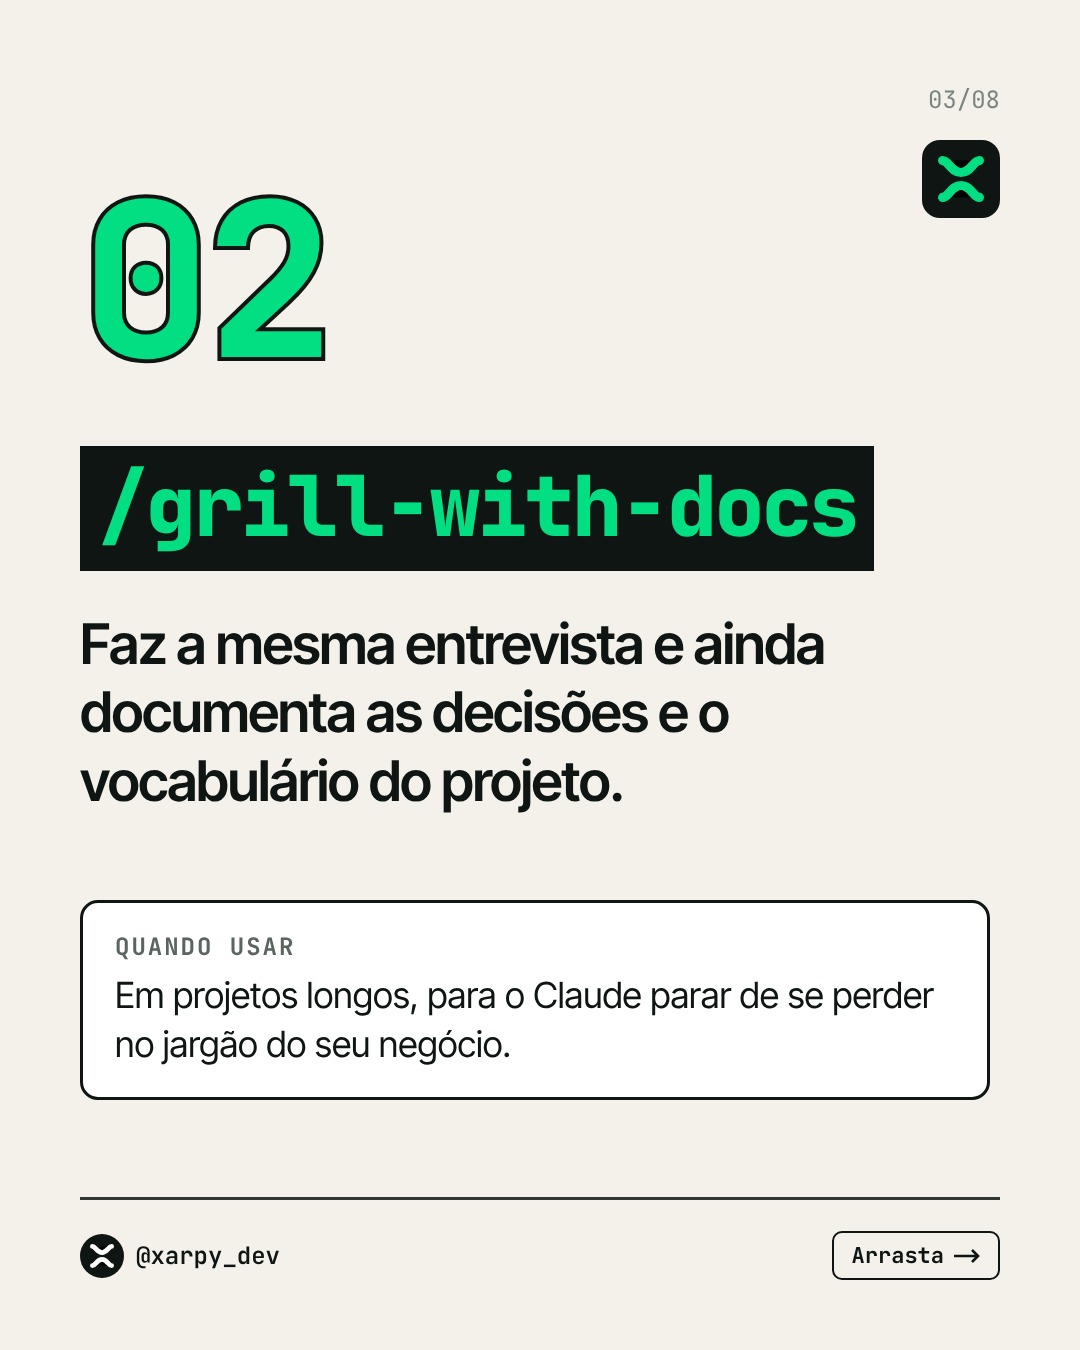 03/08
02
/grill-with-docs
Faz a mesma entrevista e ainda
documenta as decisões e o
vocabulário do projeto.
QUANDO USAR
Em projetos longos, para o Claude parar de se perder
no jargão do seu negócio.
@xarpy_dev
Arrasta →